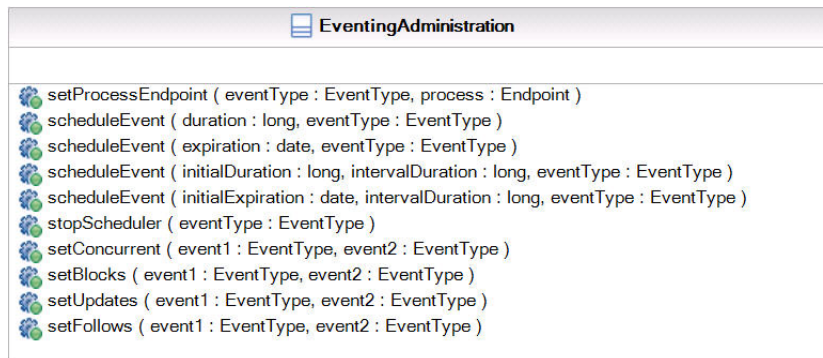 EventingAdministration
setProcessEndpoint ( eventType : EventType, process : Endpoint )
scheduleEvent ( duration : long, eventType : EventType )
scheduleEvent ( expiration : date, eventType : EventType )
scheduleEvent ( initialDuration : long, intervalDuration : long, eventType : EventType )
scheduleEvent ( initialExpiration : date, intervalDuration : long, eventType : EventType )
stopScheduler ( eventType : EventType )
setConcurrent ( event1 : EventType, event2 : EventType )
setBlocks ( event1 : EventType, event2 : EventType )
setUpdates ( event1 : EventType, event2 : EventType )
setFollows ( event1 : EventType, event2 : EventType )